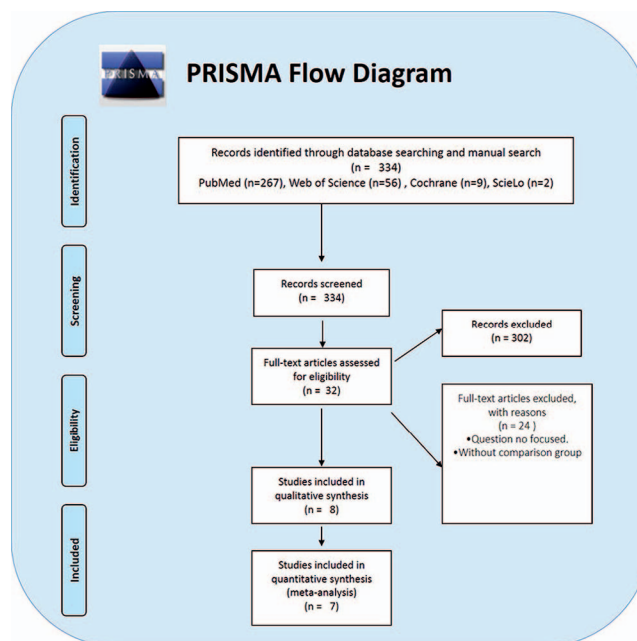 PRISMA
PRISMA Flow Diagram
Identification
Records identified through database searching and manual search
(n = 334)
PubMed (n=267), Web of Science (n=56) , Cochrane (n=9), ScieLo (n=2)
Screening
Records screened
(n = 334)
Records excluded
(n = 302)
Full-text articles assessed
for eligibility
(n = 32)
Eligibility
Full-text articles excluded,
with reasons
(n = 24 )
•Question no focused.
•Without comparison group
Studies included in
qualitative synthesis
(n = 8)
Included
Studies included in
quantitative synthesis
(meta-analysis)
(n = 7)